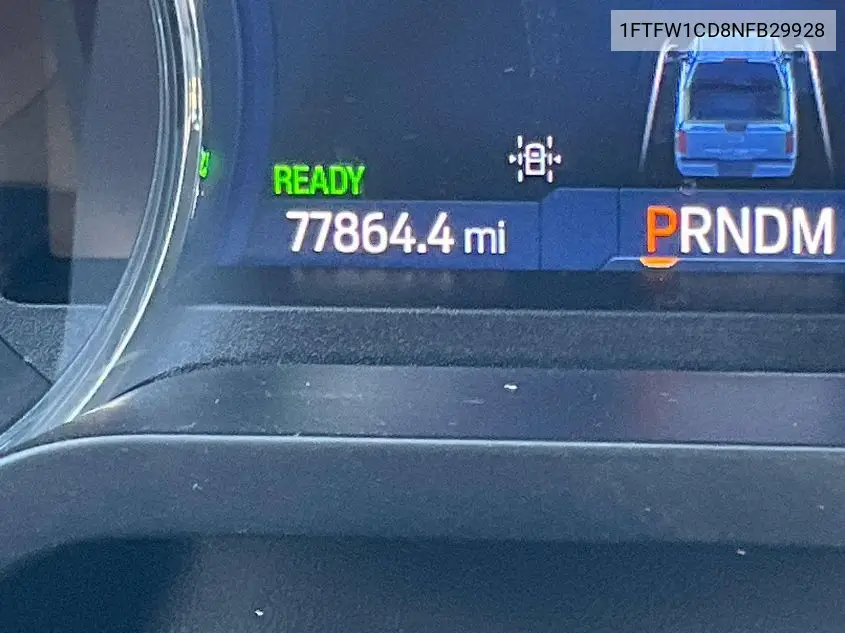 1FTFW1CD8NFB29928
READY
77864.4 mi
PRNDM